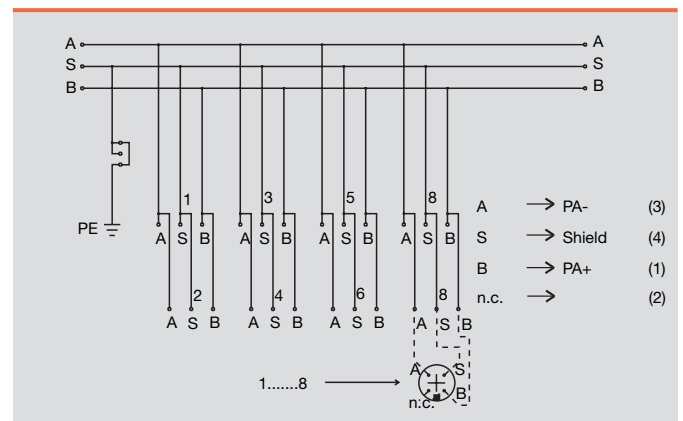 A A
S S
B B
1 3 5 8
A → PA- (3)
PE A S B A S B A S B A S B
S → Shield (4)
B → PA+ (1)
2 4 6 8
n.c. → (2)
A S B A S B A S B A S B
A S
1.......8 →
B
n.c.